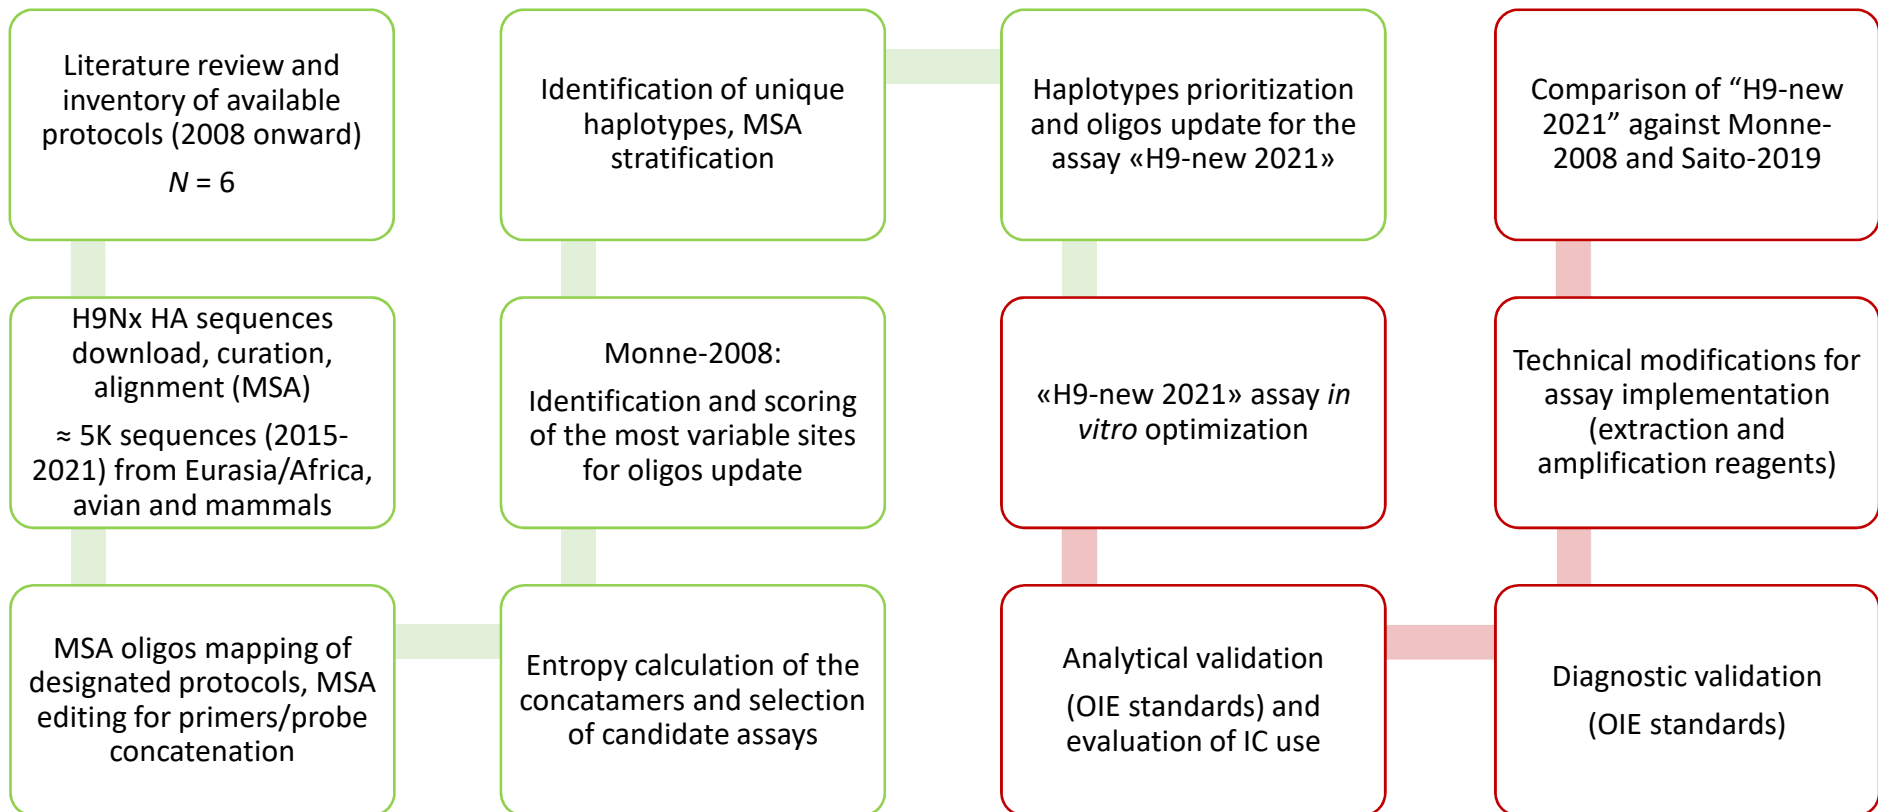 Literature review and
inventory of available
protocols (2008 onward)
N = 6
H9Nx HA sequences
download, curation,
alignment (MSA)
≈ 5K sequences (2015-
2021) from Eurasia/Africa,
avian and mammals
MSA oligos mapping of
designated protocols, MSA
editing for primers/probe
concatenation
Entropy calculation of the
concatamers and selection
of candidate assays
Monne-2008:
Identification and scoring
of the most variable sites
for oligos update
Identification of unique
haplotypes, MSA
stratification
Haplotypes prioritization
and oligos update for the
assay «H9-new 2021»
«H9-new 2021» assay in
vitro optimization
Analytical validation
(OIE standards) and
evaluation of IC use
Diagnostic validation
(OIE standards)
Technical modifications for
assay implementation
(extraction and
amplification reagents)
Comparison of “H9-new
2021” against Monne-
2008 and Saito-2019